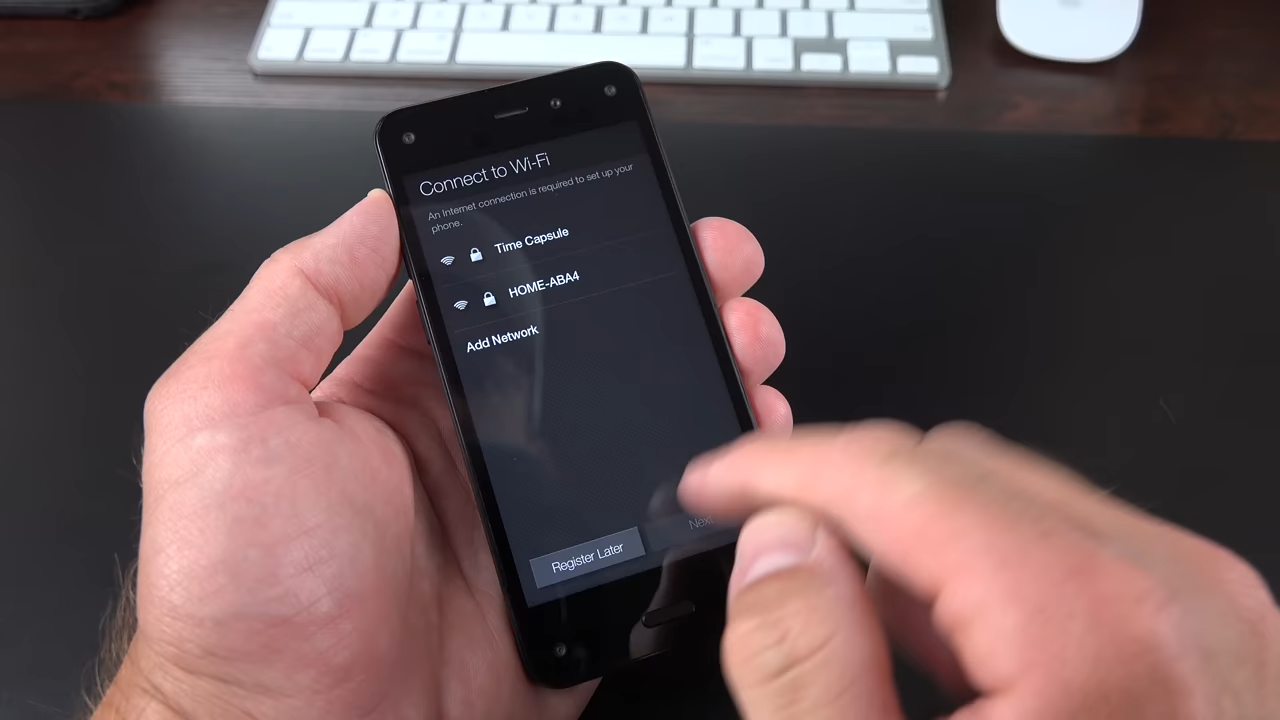 Connect to Wi-Fi
An Internet connection is required to set up your
phone.
Time Capsule
HOME-ABA4
Add Network
Register Later